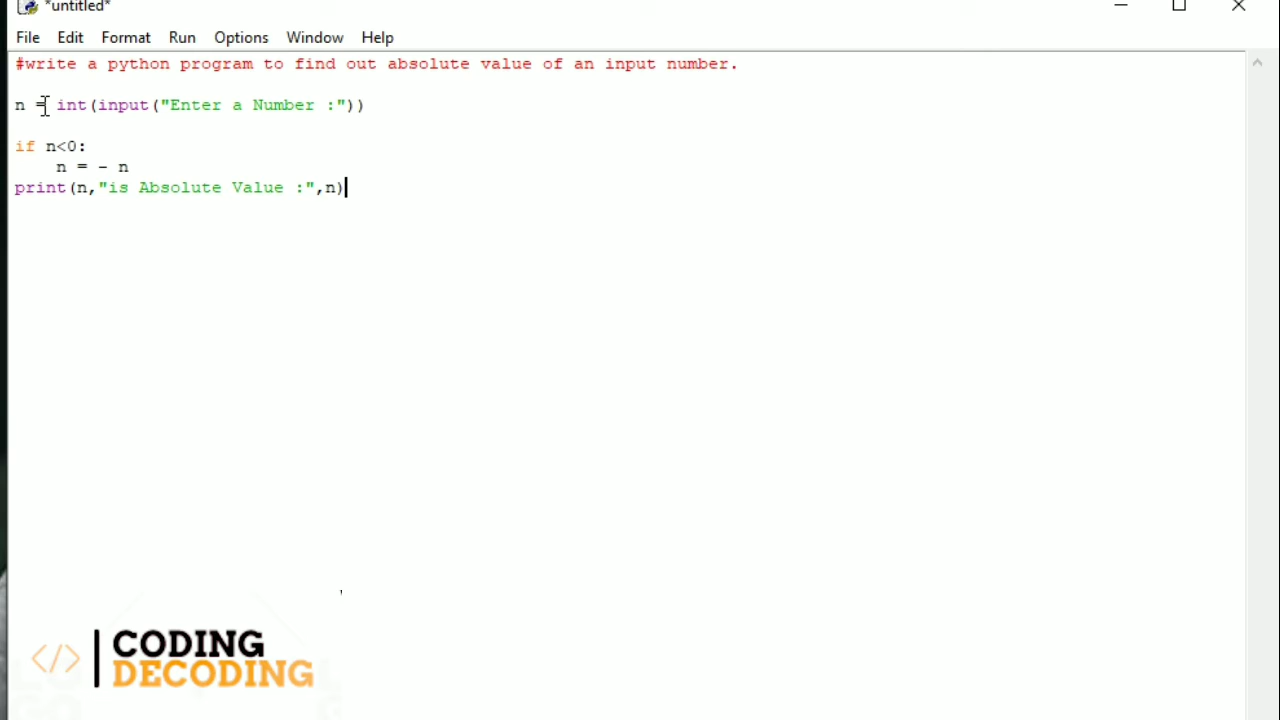 *untitled*
File Edit Format Run Options Window Help
#write a python program to find out absolute value of an input number.
n = int(input("Enter a Number :"))
if n<0:
    n = - n
print(n,"is Absolute Value :",n)
</> | CODING
DECODING